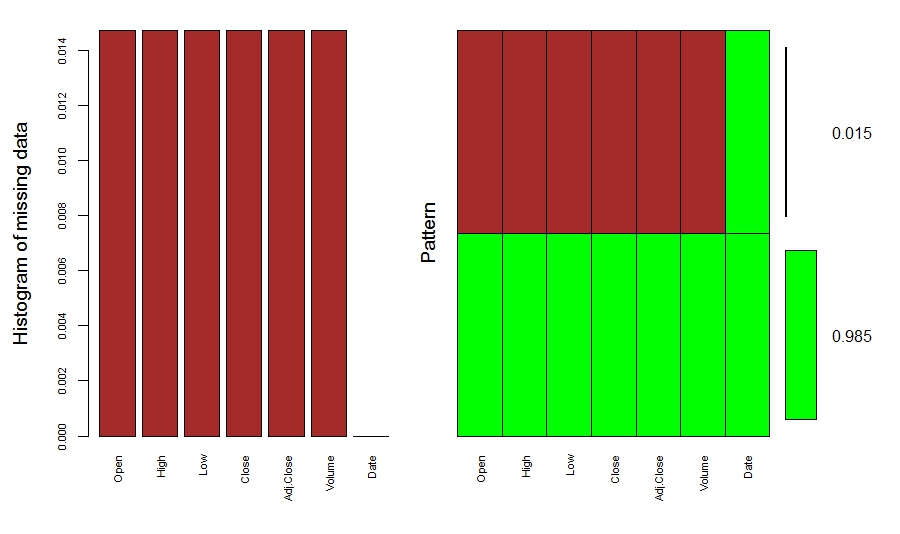 Histogram of missing data
0.014
0.012
0.010
0.008
0.006
0.004
0.002
0.000
Open
High
Low
Close
Adj.Close
Volume
Date
Pattern
Open
High
Low
Close
Adj.Close
Volume
Date
0.015
0.985